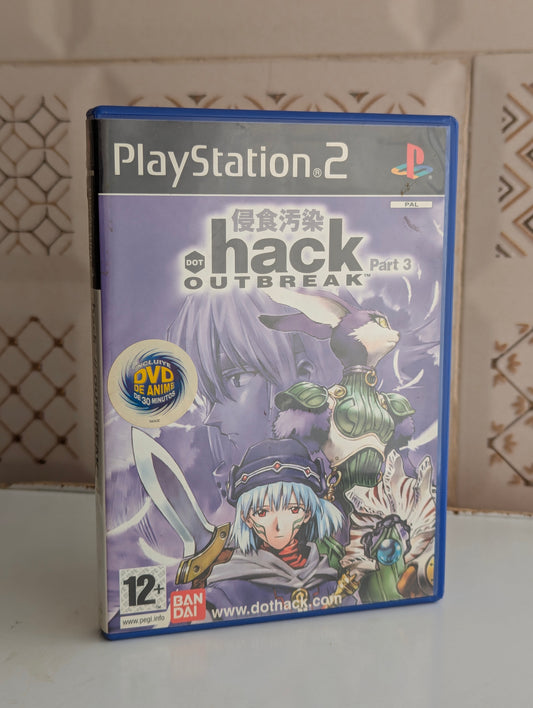 PlayStation®2
PAL
侵食汚染
DOT
.hack Part 3
OUTBREAK™
INCLUYE
DVD
DE ANIME
DE 30 MINUTOS
12+
www.pegi.info
BAN
DAI
www.dothack.com